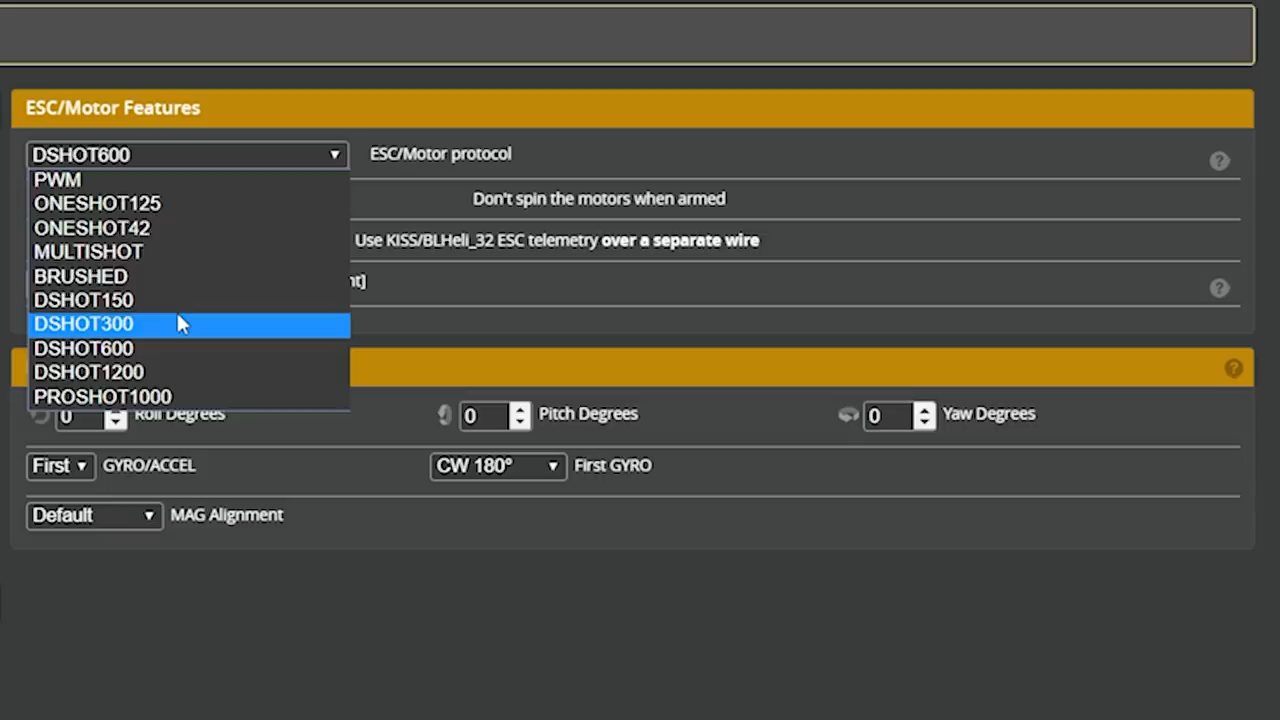 ESC/Motor Features
DSHOT600 ESC/Motor protocol
PWM
Don't spin the motors when armed
ONESHOT125
ONESHOT42
Use KISS/BLHeli_32 ESC telemetry over a separate wire
MULTISHOT
BRUSHED
nt]
DSHOT150
DSHOT300
DSHOT600
DSHOT1200
PROSHOT1000
0 Roll Degrees 0 Pitch Degrees 0 Yaw Degrees
First GYRO/ACCEL CW 180° First GYRO
Default MAG Alignment